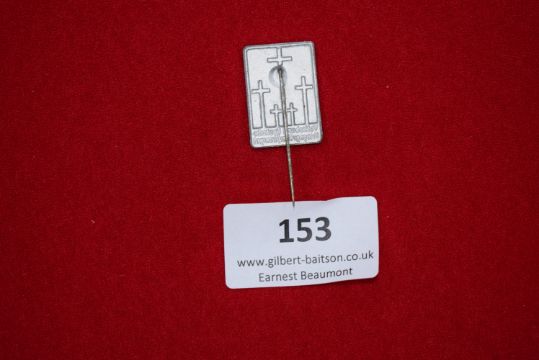 153
www.gilbert-baitson.co.uk
Earnest Beaumont